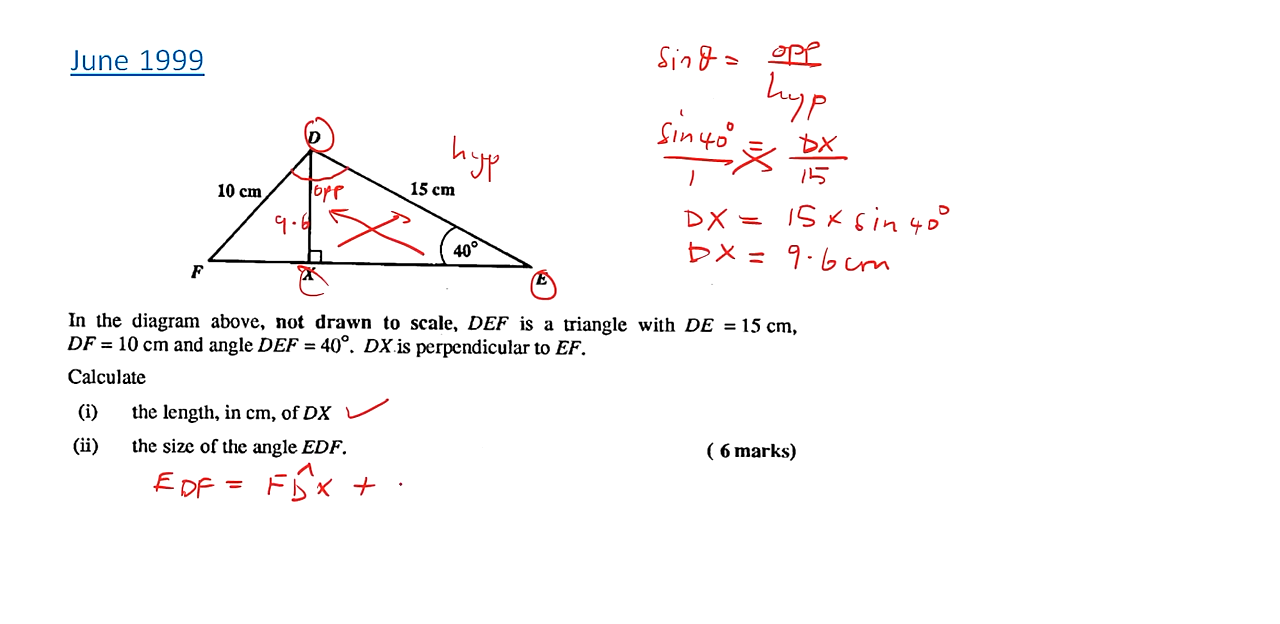 June 1999
sinθ = opp
hyp
sin 40° = DX
1 15
DX = 15 × sin 40°
DX = 9.6 cm
D
hyp
10 cm
opp
15 cm
9.6
40°
F
X
E
In the diagram above, not drawn to scale, DEF is a triangle with DE = 15 cm,
DF = 10 cm and angle DEF = 40°. DX is perpendicular to EF.
Calculate
(i) the length, in cm, of DX ✓
(ii) the size of the angle EDF. ( 6 marks)
EDF = FD̂X +